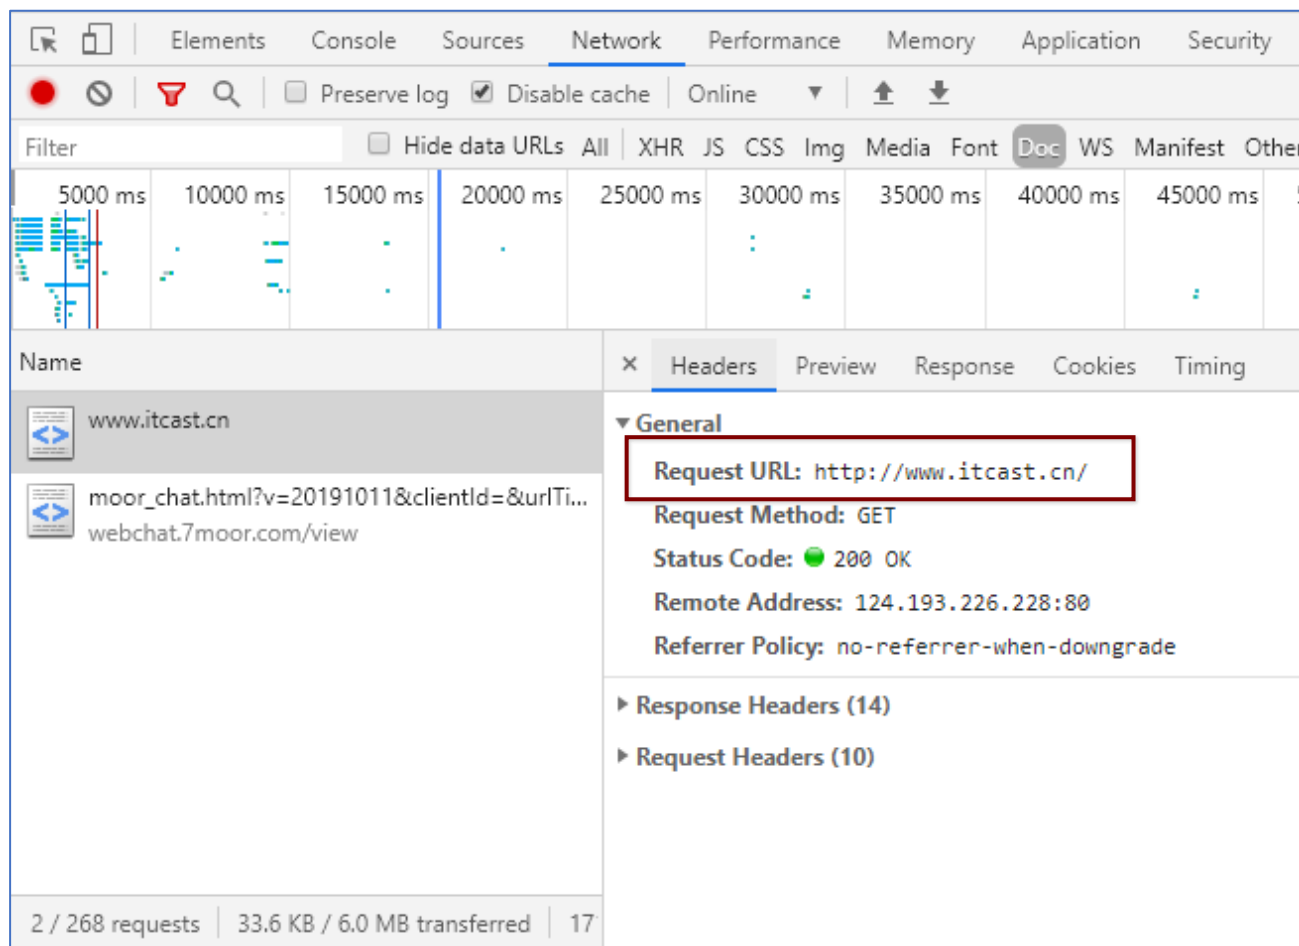 Elements Console Sources Network Performance Memory Application Security
Preserve log Disable cache Online
Filter Hide data URLs All XHR JS CSS Img Media Font Doc WS Manifest Other
5000 ms 10000 ms 15000 ms 20000 ms 25000 ms 30000 ms 35000 ms 40000 ms 45000 ms
Name
www.itcast.cn
moor_chat.html?v=20191011&clientId=&urlTi...
webchat.7moor.com/view
× Headers Preview Response Cookies Timing
General
Request URL: http://www.itcast.cn/
Request Method: GET
Status Code: 200 OK
Remote Address: 124.193.226.228:80
Referrer Policy: no-referrer-when-downgrade
Response Headers (14)
Request Headers (10)
2 / 268 requests 33.6 KB / 6.0 MB transferred 17